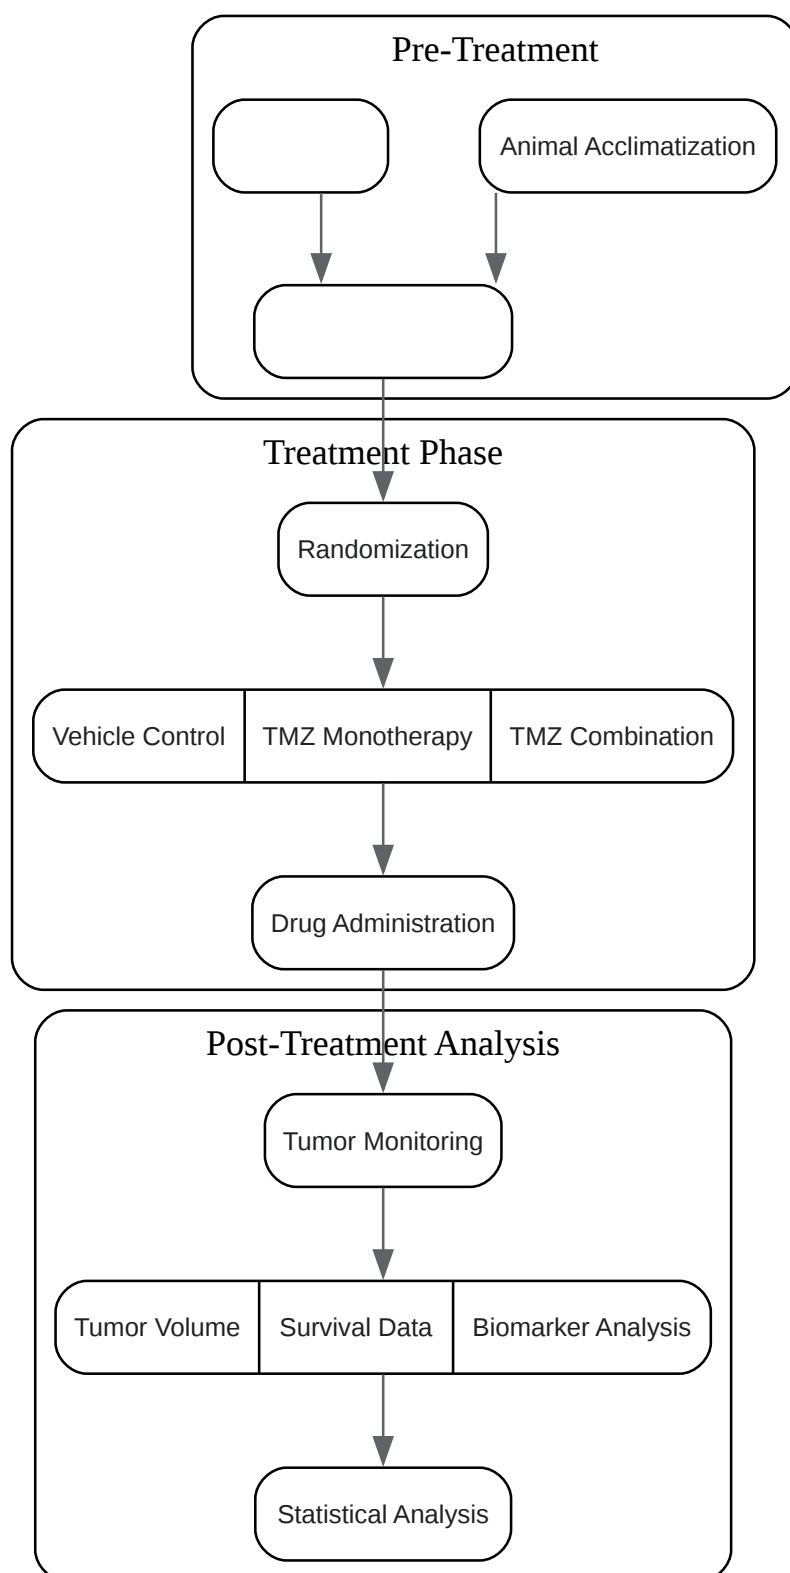 Pre-Treatment
Animal Acclimatization
Treatment Phase
Randomization
Vehicle Control TMZ Monotherapy TMZ Combination
Drug Administration
Post-Treatment Analysis
Tumor Monitoring
Tumor Volume Survival Data Biomarker Analysis
Statistical Analysis